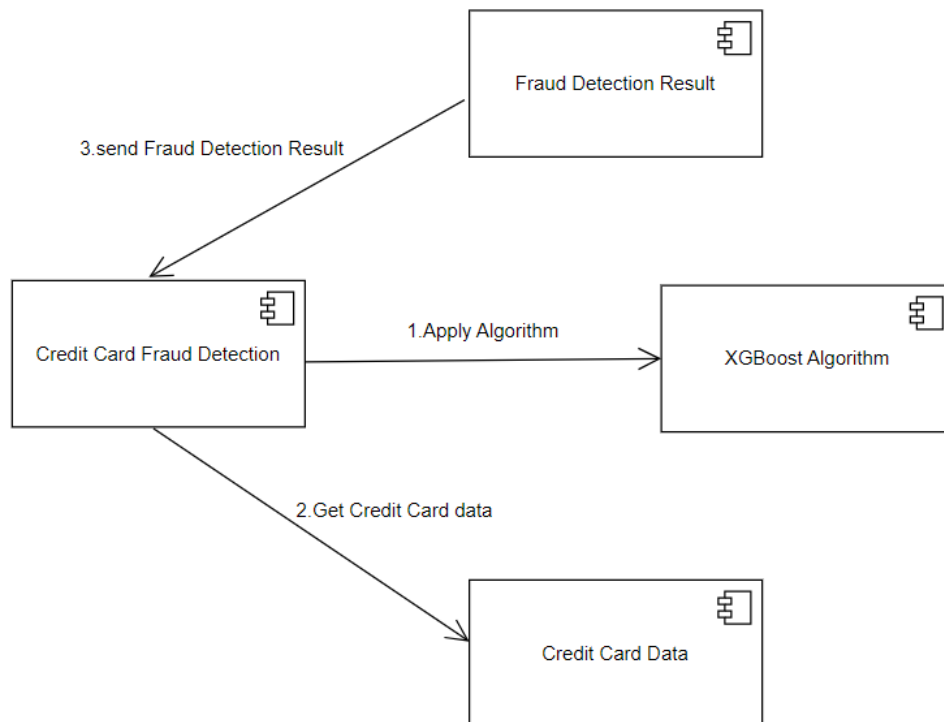 Fraud Detection Result
3.send Fraud Detection Result
1.Apply Algorithm
Credit Card Fraud Detection
XGBoost Algorithm
2.Get Credit Card data
Credit Card Data